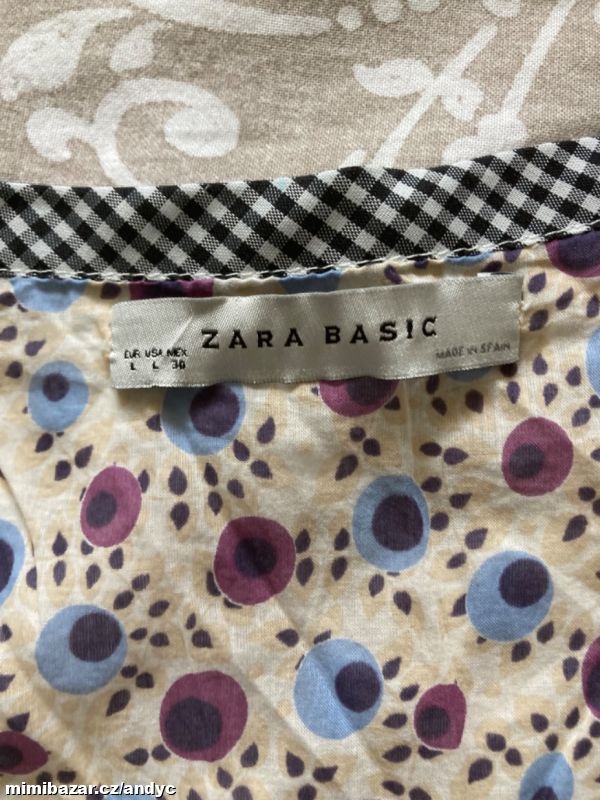 ZARA BASIC
EUR USA MEX
L L 30
MADE IN SPAIN
mimibazar.cz/andyc